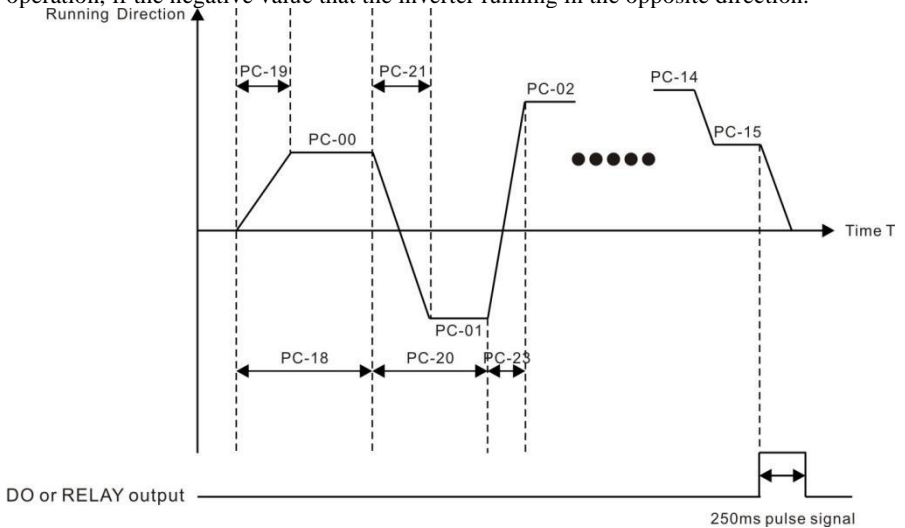 operation, if the negative value that the inverter running in the opposite direction.
Running Direction
PC-19
PC-21
PC-00
PC-02
PC-14
PC-15
Time T
PC-01
PC-18
PC-20
PC-23
DO or RELAY output
250ms pulse signal